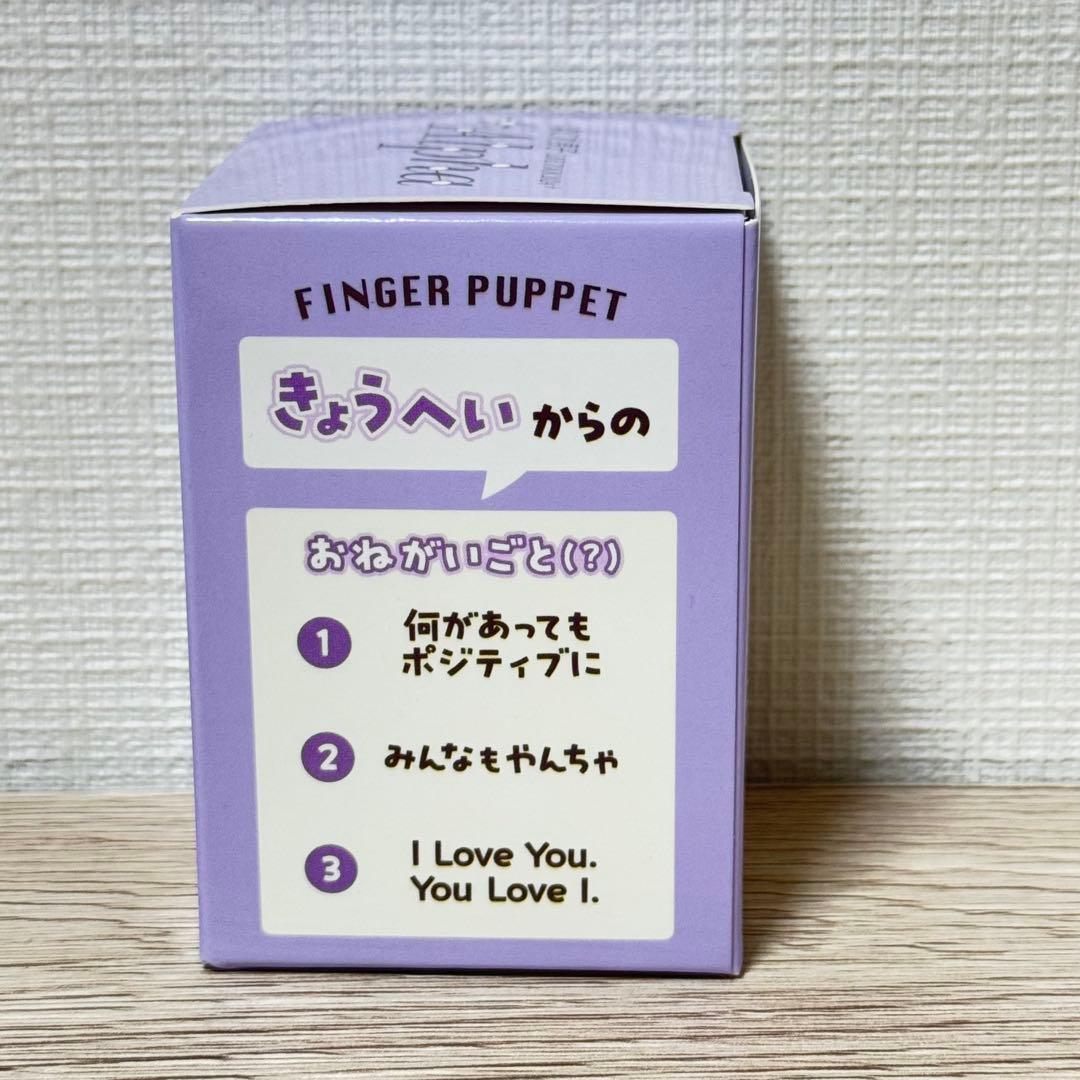 FINGER PUPPET
きょうへいからの
おねがいごと(?)
1 何があっても
ポジティブに
2 みんなもやんちゃ
3 I Love You.
You Love I.